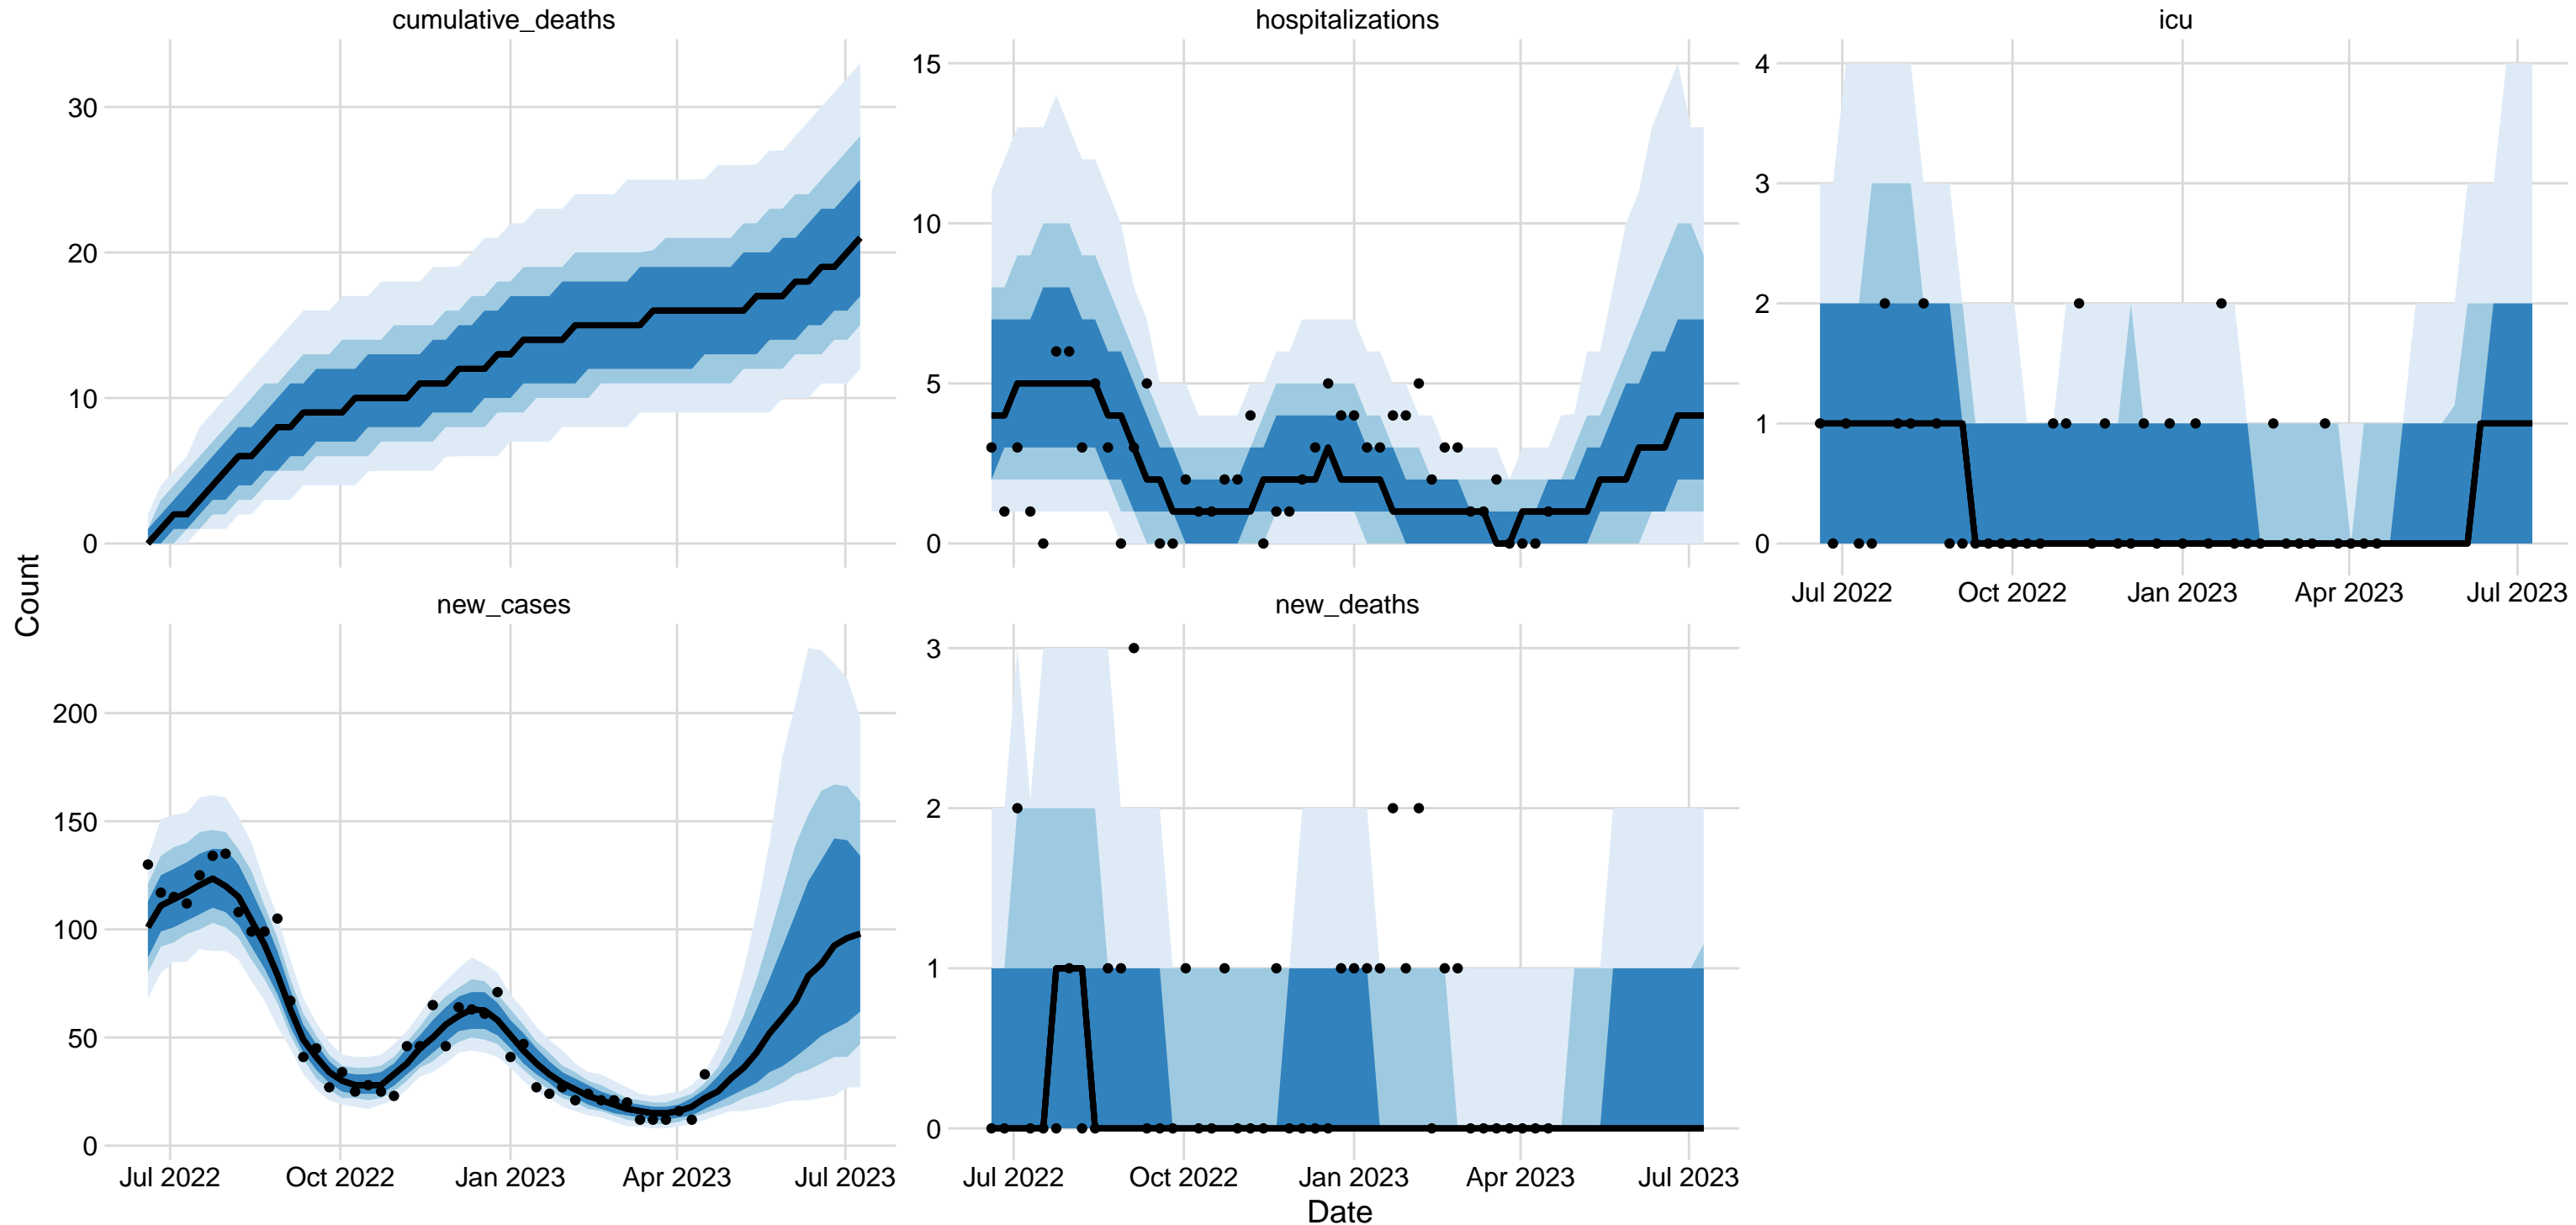 cumulative_deaths
hospitalizations
icu
30
20
10
0
15
10
5
0
4
3
2
1
0
Jul 2022 Oct 2022 Jan 2023 Apr 2023 Jul 2023
Count
new_cases
new_deaths
200
150
100
50
0
3
2
1
0
Jul 2022 Oct 2022 Jan 2023 Apr 2023 Jul 2023
Jul 2022 Oct 2022 Jan 2023 Apr 2023 Jul 2023
Date